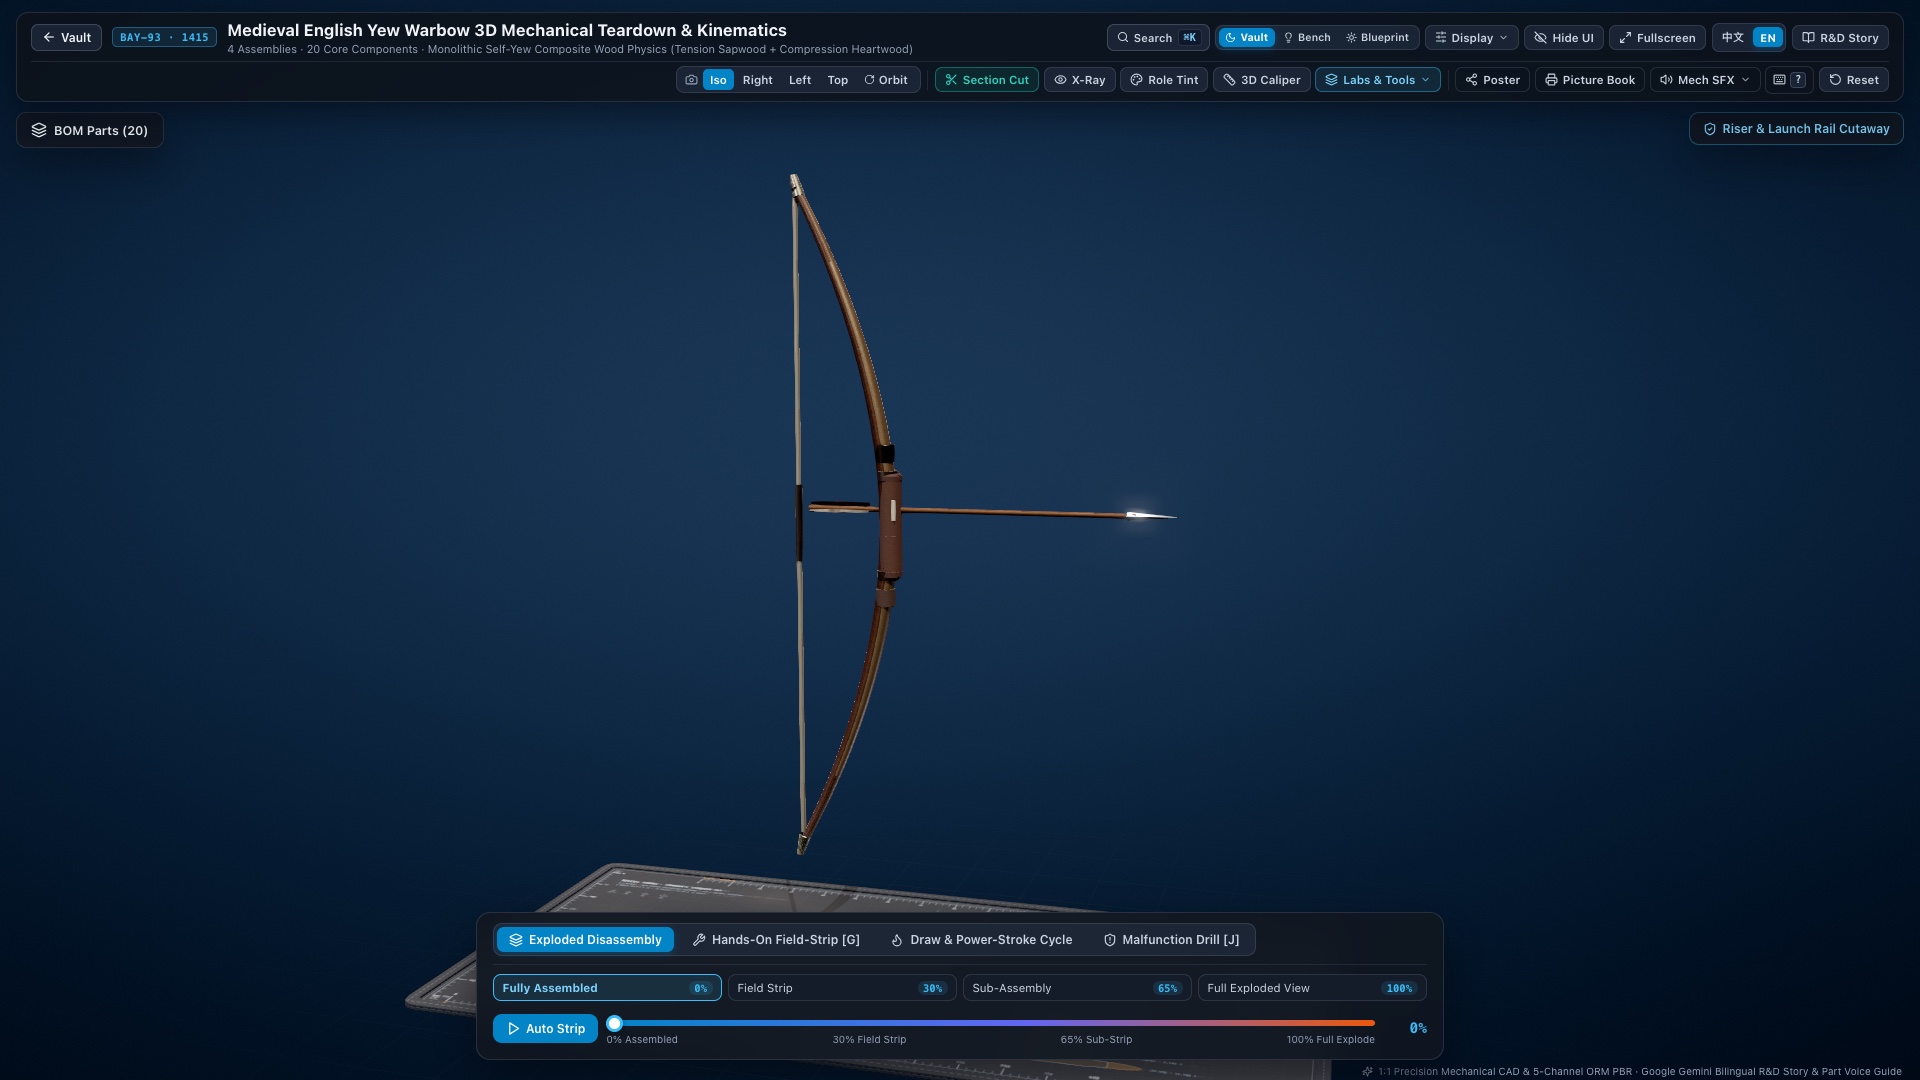 Vault
BAY-93 · 1415
Medieval English Yew Warbow 3D Mechanical Teardown & Kinematics
4 Assemblies · 20 Core Components · Monolithic Self-Yew Composite Wood Physics (Tension Sapwood + Compression Heartwood)
Search ⌘K
Vault
Bench
Blueprint
Display
Hide UI
Fullscreen
中文
EN
R&D Story
Iso
Right
Left
Top
Orbit
Section Cut
X-Ray
Role Tint
3D Caliper
Labs & Tools
Poster
Picture Book
Mech SFX
?
Reset
BOM Parts (20)
Riser & Launch Rail Cutaway
Exploded Disassembly
Hands-On Field-Strip [G]
Draw & Power-Stroke Cycle
Malfunction Drill [J]
Fully Assembled 0%
Field Strip 30%
Sub-Assembly 65%
Full Exploded View 100%
Auto Strip
0%
0% Assembled
30% Field Strip
65% Sub-Strip
100% Full Explode
1:1 Precision Mechanical CAD & 5-Channel ORM PBR · Google Gemini Bilingual R&D Story & Part Voice Guide